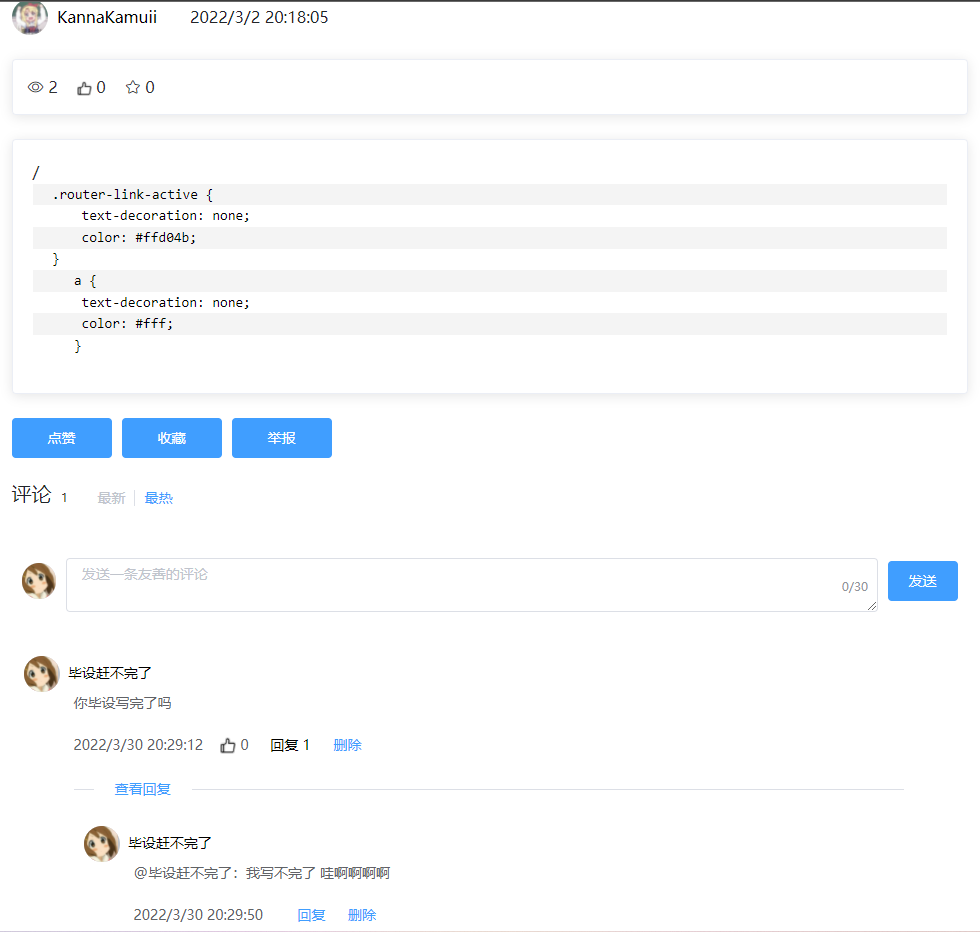 KannaKamuii 2022/3/2 20:18:05
2 0 0
/
.router-link-active {
text-decoration: none;
color: #ffd04b;
}
a {
text-decoration: none;
color: #fff;
}
点赞 收藏 举报
评论 1 最新 最热
发送一条友善的评论
0/30
发送
毕设赶不完了
你毕设写完了吗
2022/3/30 20:29:12 0 回复 1 删除
查看回复
毕设赶不完了
@毕设赶不完了：我写不完了 哇啊啊啊啊
2022/3/30 20:29:50 回复 删除